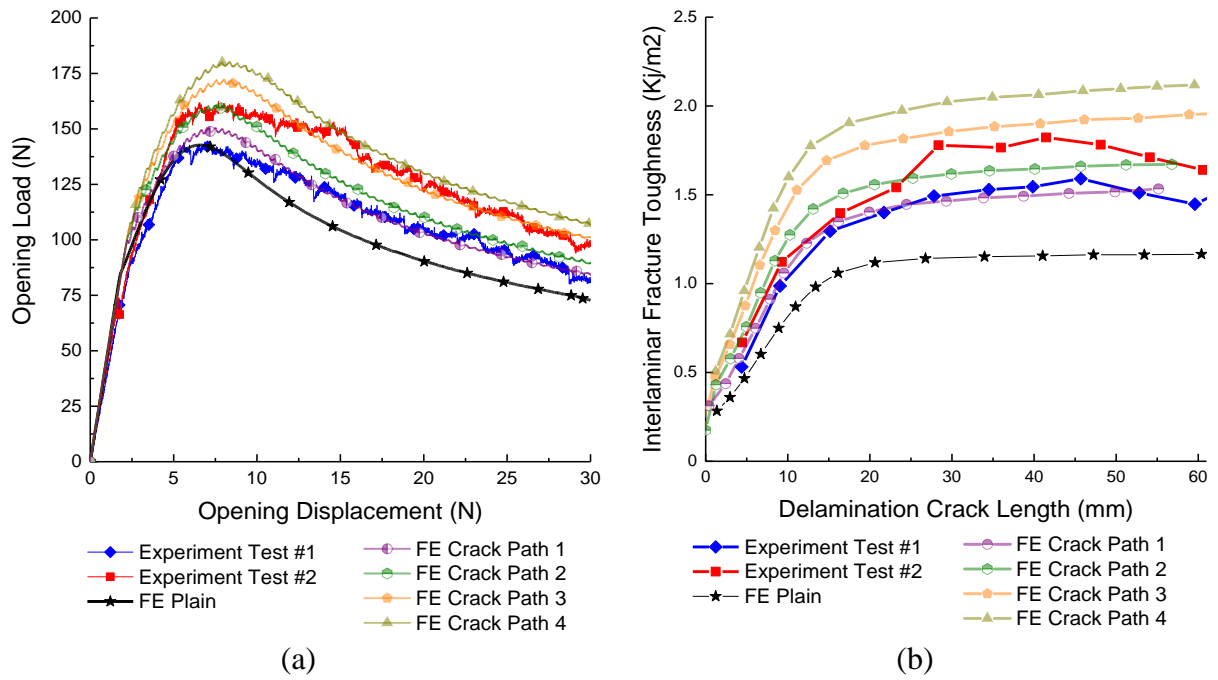 200
175
150
125
100
75
50
25
0
Opening Load (N)
0 5 10 15 20 25 30
Opening Displacement (N)
Experiment Test #1
Experiment Test #2
FE Plain
FE Crack Path 1
FE Crack Path 2
FE Crack Path 3
FE Crack Path 4
(a)
2.5
2.0
1.5
1.0
0.5
0.0
Interlaminar Fracture Toughness (Kj/m2)
0 10 20 30 40 50 60
Delamination Crack Length (mm)
Experiment Test #1
Experiment Test #2
FE Plain
FE Crack Path 1
FE Crack Path 2
FE Crack Path 3
FE Crack Path 4
(b)